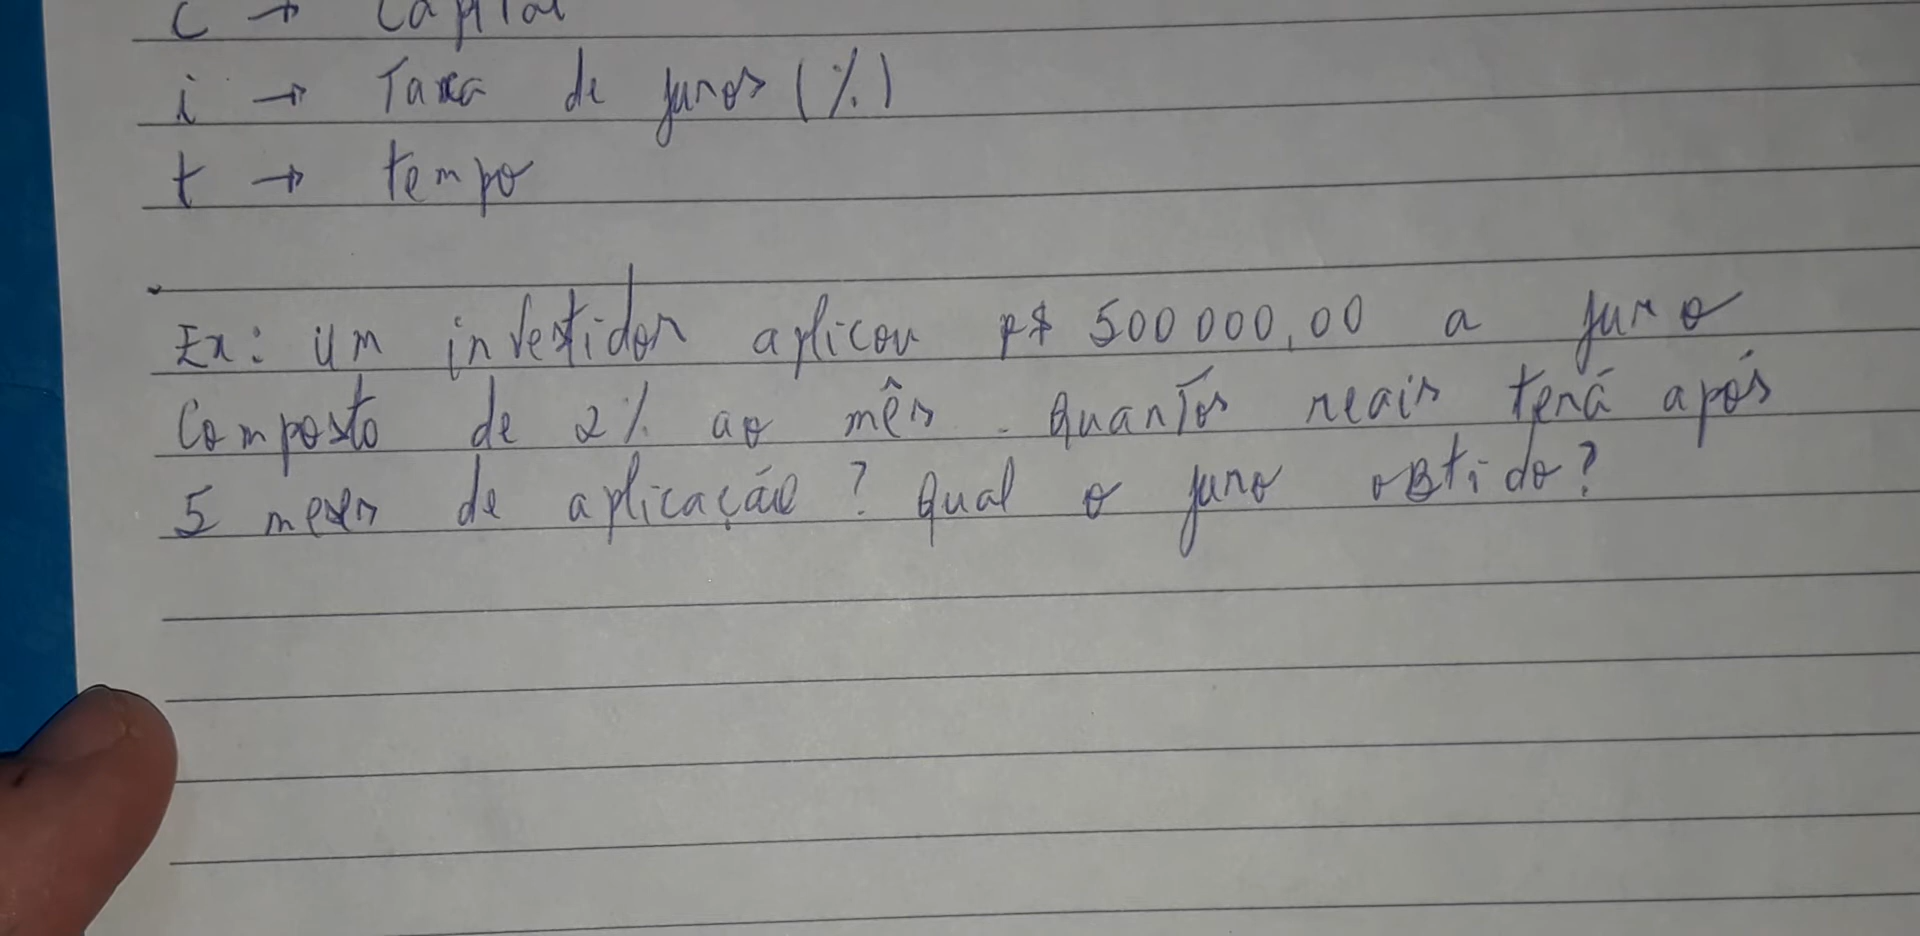 C → Capital
i → Taxa de juros (%)
t → tempo
Ex: Um investidor aplicou R$ 500 000,00 a juro
composto de 2% ao mês. Quantos reais terá após
5 meses de aplicação? Qual o juro obtido?